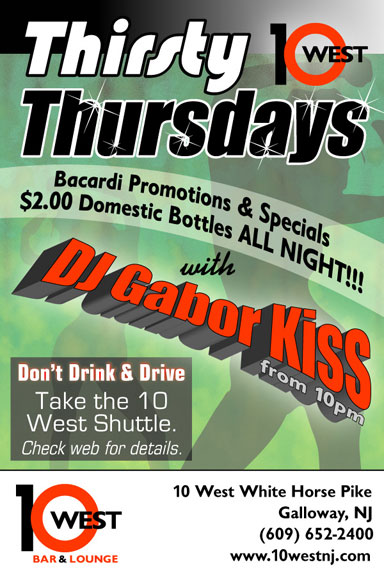 Thirsty
10 WEST
Thursdays
Bacardi Promotions & Specials
$2.00 Domestic Bottles ALL NIGHT!!!
with
DJ Gabor KiSS
from 10pm
Don't Drink & Drive
Take the 10
West Shuttle.
Check web for details.
10 WEST
BAR & LOUNGE
10 West White Horse Pike
Galloway, NJ
(609) 652-2400
www.10westnj.com